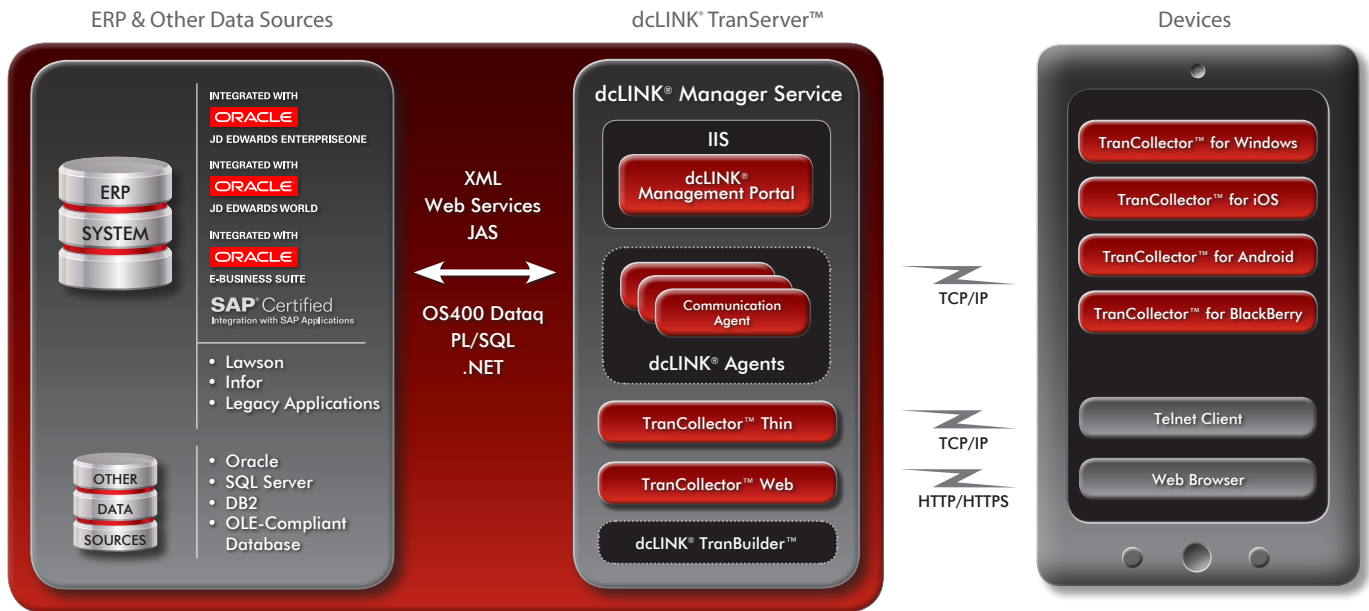 ERP & Other Data Sources
dcLINK® TranServer™
Devices
ERP
SYSTEM
INTEGRATED WITH
ORACLE
JD EDWARDS ENTERPRISEONE
INTEGRATED WITH
ORACLE
JD EDWARDS WORLD
INTEGRATED WITH
ORACLE
E-BUSINESS SUITE
SAP® Certified
Integration with SAP Applications
• Lawson
• Infor
• Legacy Applications
OTHER
DATA
SOURCES
• Oracle
• SQL Server
• DB2
• OLE-Compliant
Database
XML
Web Services
JAS
OS400 Dataq
PL/SQL
.NET
dcLINK® Manager Service
IIS
dcLINK®
Management Portal
Communication
Agent
dcLINK® Agents
TranCollector™ Thin
TranCollector™ Web
dcLINK® TranBuilder™
TCP/IP
TCP/IP
HTTP/HTTPS
TranCollector™ for Windows
TranCollector™ for iOS
TranCollector™ for Android
TranCollector™ for BlackBerry
Telnet Client
Web Browser